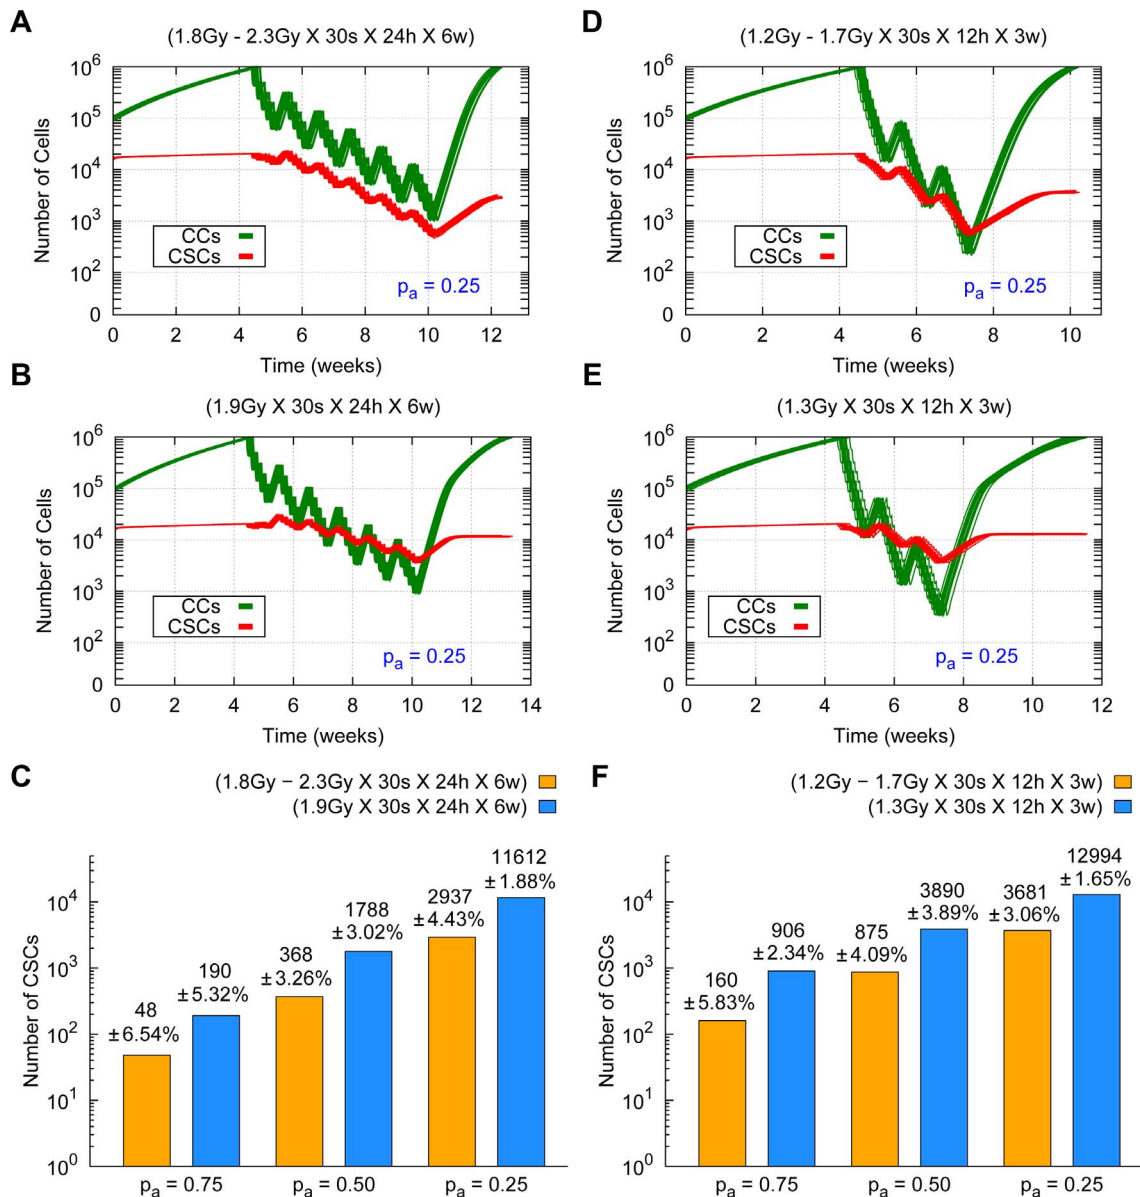 A
(1.8Gy - 2.3Gy X 30s X 24h X 6w)
10^6
10^5
10^4
10^3
10^2
0
Number of Cells
CCs
CSCs
p_a = 0.25
0 2 4 6 8 10 12
Time (weeks)
D
(1.2Gy - 1.7Gy X 30s X 12h X 3w)
10^6
10^5
10^4
10^3
10^2
0
Number of Cells
CCs
CSCs
p_a = 0.25
0 2 4 6 8 10
Time (weeks)
B
(1.9Gy X 30s X 24h X 6w)
10^6
10^5
10^4
10^3
10^2
0
Number of Cells
CCs
CSCs
p_a = 0.25
0 2 4 6 8 10 12 14
Time (weeks)
E
(1.3Gy X 30s X 12h X 3w)
10^6
10^5
10^4
10^3
10^2
0
Number of Cells
CCs
CSCs
p_a = 0.25
0 2 4 6 8 10 12
Time (weeks)
C
(1.8Gy − 2.3Gy X 30s X 24h X 6w)
(1.9Gy X 30s X 24h X 6w)
Number of CSCs
10^4
10^3
10^2
10^1
10^0
48
±6.54%
190
±5.32%
368
±3.26%
1788
±3.02%
2937
±4.43%
11612
±1.88%
p_a = 0.75 p_a = 0.50 p_a = 0.25
F
(1.2Gy − 1.7Gy X 30s X 12h X 3w)
(1.3Gy X 30s X 12h X 3w)
Number of CSCs
10^4
10^3
10^2
10^1
10^0
160
±5.83%
906
±2.34%
875
±4.09%
3890
±3.89%
3681
±3.06%
12994
±1.65%
p_a = 0.75 p_a = 0.50 p_a = 0.25